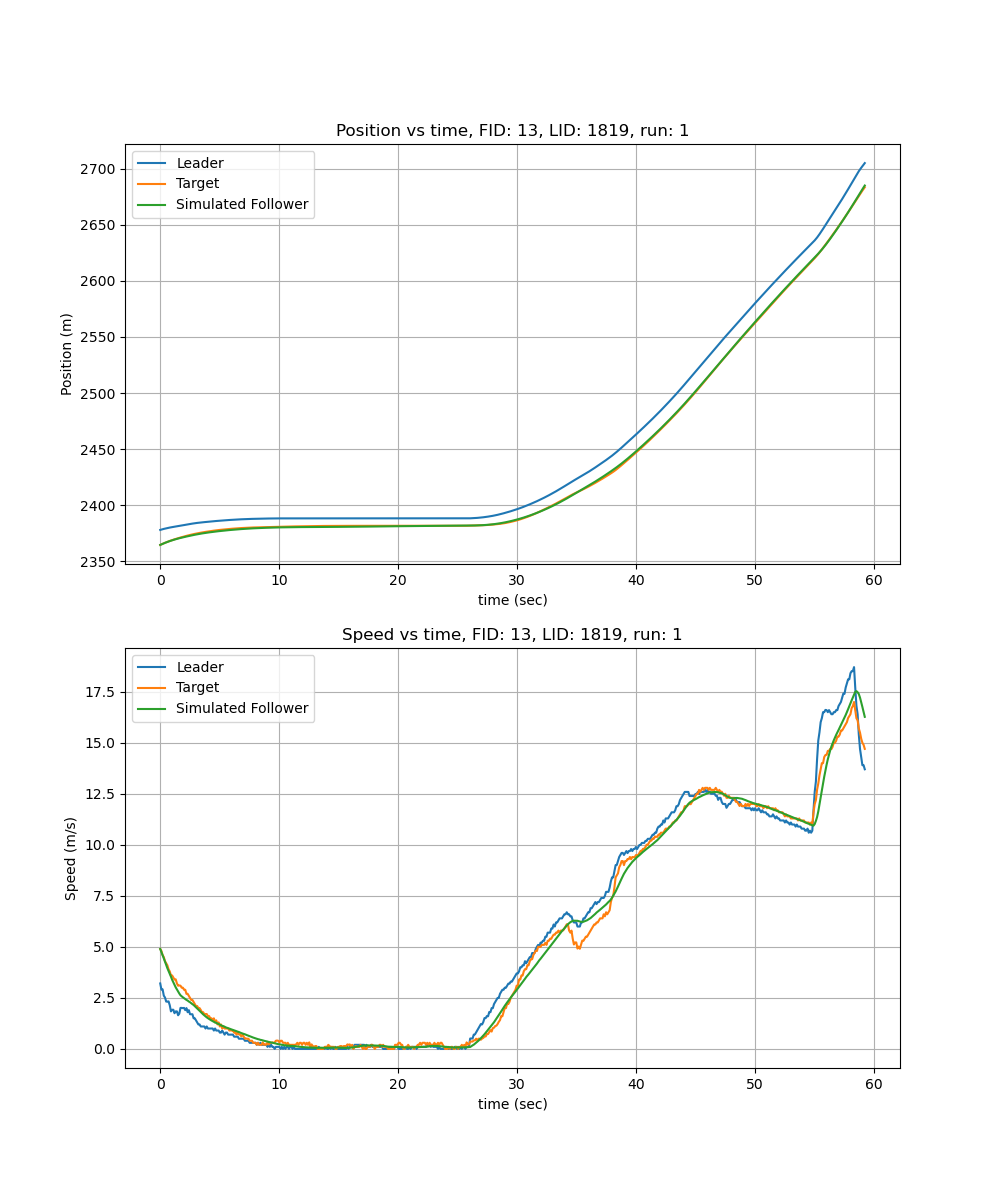 Position vs time, FID: 13, LID: 1819, run: 1
Leader
Target
Simulated Follower
2700
2650
2600
2550
2500
2450
2400
2350
Position (m)
0 10 20 30 40 50 60
time (sec)
Speed vs time, FID: 13, LID: 1819, run: 1
Leader
Target
Simulated Follower
17.5
15.0
12.5
10.0
7.5
5.0
2.5
0.0
Speed (m/s)
0 10 20 30 40 50 60
time (sec)